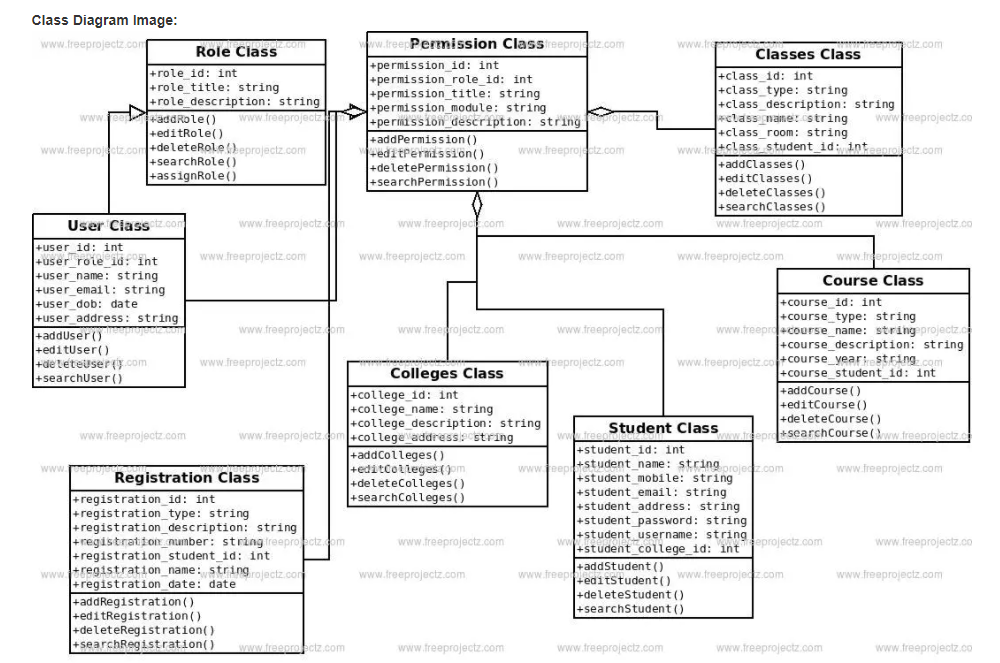 Class Diagram Image:
Role Class
+role_id: int
+role_title: string
+role_description: string
+addRole()
+editRole()
+deleteRole()
+searchRole()
+assignRole()
Permission Class
+permission_id: int
+permission_role_id: int
+permission_title: string
+permission_module: string
+permission_description: string
+addPermission()
+editPermission()
+deletePermission()
+searchPermission()
Classes Class
+class_id: int
+class_type: string
+class_description: string
+class_name: string
+class_room: string
+class_student_id: int
+addClasses()
+editClasses()
+deleteClasses()
+searchClasses()
User Class
+user_id: int
+user_role_id: int
+user_name: string
+user_email: string
+user_dob: date
+user_address: string
+addUser()
+editUser()
+deleteUser()
+searchUser()
Course Class
+course_id: int
+course_type: string
+course_name: string
+course_description: string
+course_year: string
+course_student_id: int
+addCourse()
+editCourse()
+deleteCourse()
+searchCourse()
Colleges Class
+college_id: int
+college_name: string
+college_description: string
+college_address: string
+addColleges()
+editColleges()
+deleteColleges()
+searchColleges()
Student Class
+student_id: int
+student_name: string
+student_mobile: string
+student_email: string
+student_address: string
+student_password: string
+student_username: string
+student_college_id: int
+addStudent()
+editStudent()
+deleteStudent()
+searchStudent()
Registration Class
+registration_id: int
+registration_type: string
+registration_description: string
+registration_number: string
+registration_student_id: int
+registration_name: string
+registration_date: date
+addRegistration()
+editRegistration()
+deleteRegistration()
+searchRegistration()
www.freeprojectz.com